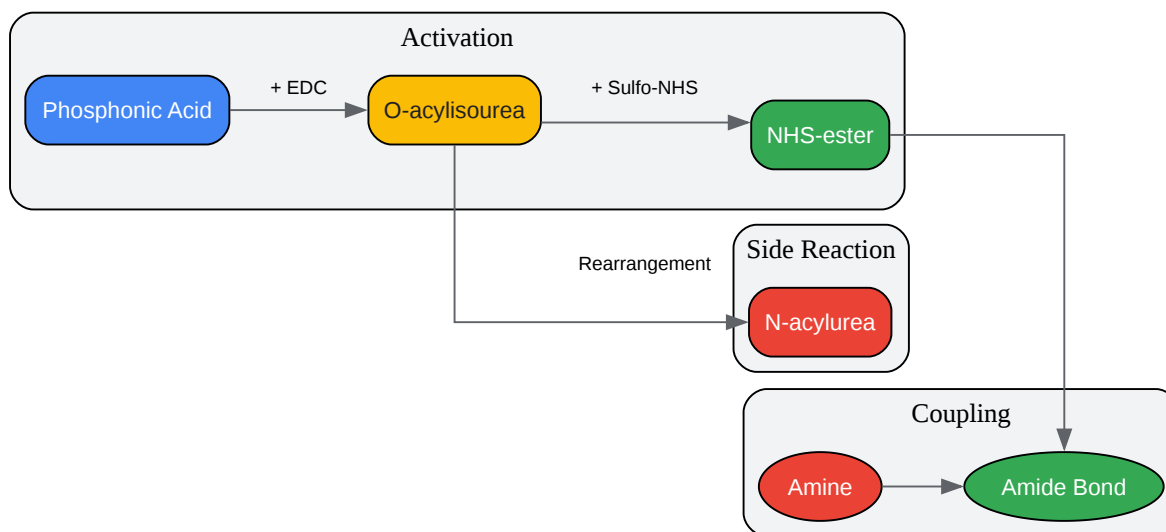 Activation
Phosphonic Acid
+ EDC
O-acylisourea
+ Sulfo-NHS
NHS-ester
Rearrangement
Side Reaction
N-acylurea
Coupling
Amine
Amide Bond